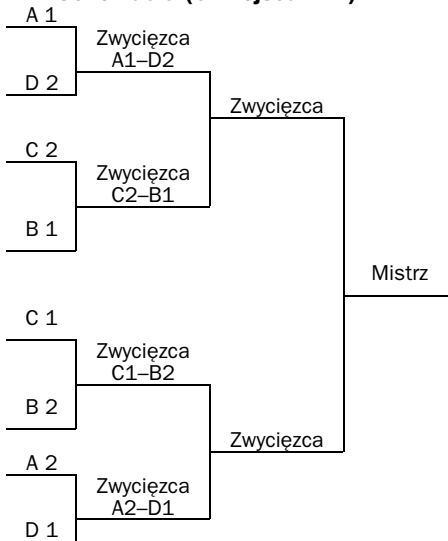 A 1
Zwycięzca
A1–D2
D 2
Zwycięzca
C 2
Zwycięzca
C2–B1
B 1
Mistrz
C 1
Zwycięzca
C1–B2
B 2
Zwycięzca
A 2
Zwycięzca
A2–D1
D 1